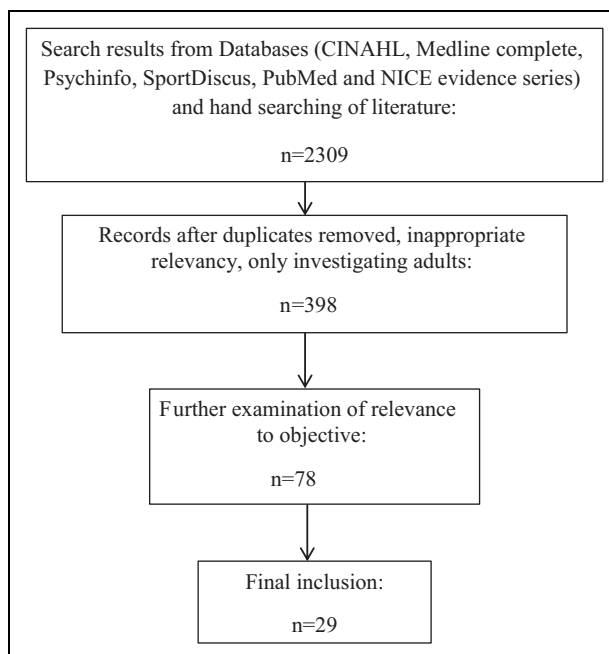 Search results from Databases (CINAHL, Medline complete,
Psychinfo, SportDiscus, PubMed and NICE evidence series)
and hand searching of literature:
n=2309
Records after duplicates removed, inappropriate
relevancy, only investigating adults:
n=398
Further examination of relevance
to objective:
n=78
Final inclusion:
n=29